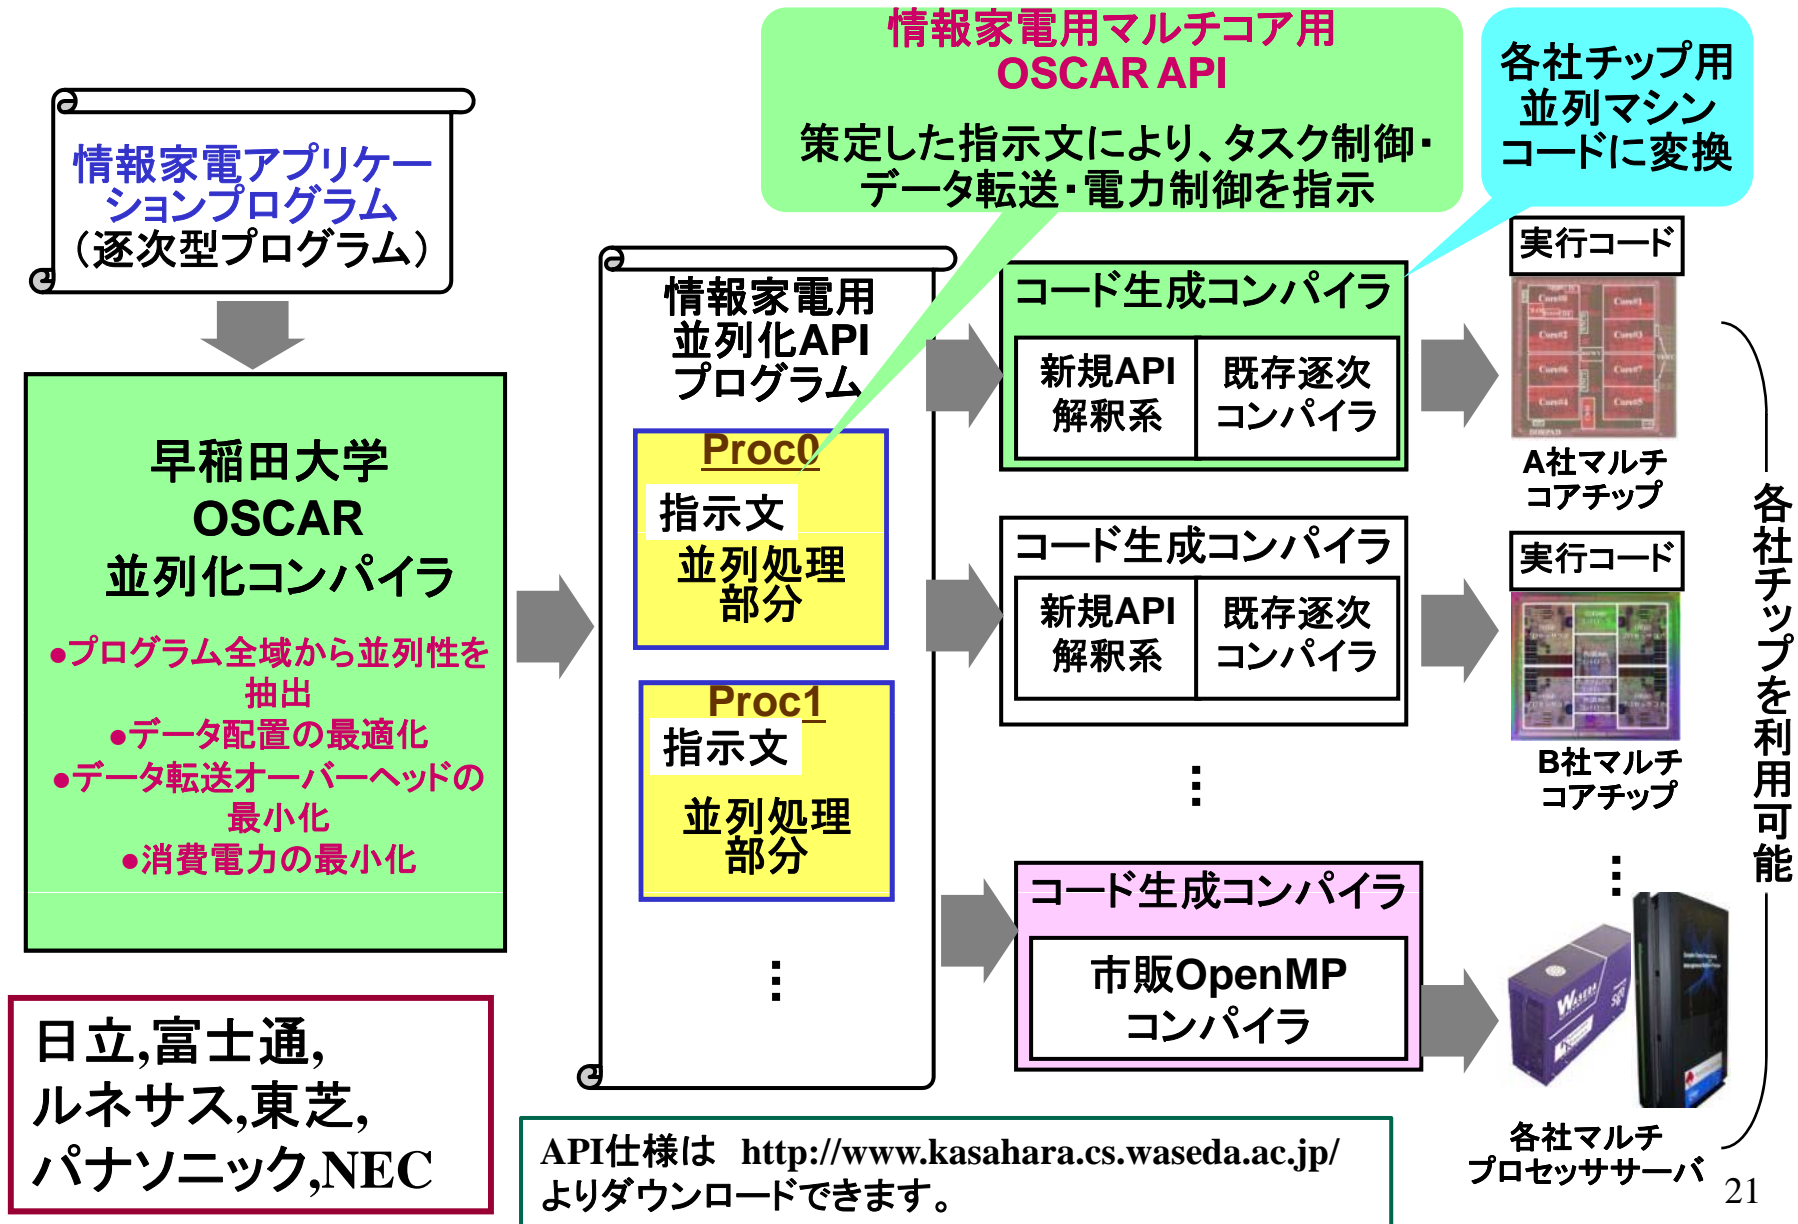 情報家電用マルチコア用
OSCAR API
策定した指示文により、タスク制御・
データ転送・電力制御を指示
各社チップ用
並列マシン
コードに変換
情報家電アプリケー
ションプログラム
（逐次型プログラム）
早稲田大学
OSCAR
並列化コンパイラ
●プログラム全域から並列性を
抽出
●データ配置の最適化
●データ転送オーバーヘッドの
最小化
●消費電力の最小化
日立,富士通,
ルネサス,東芝,
パナソニック,NEC
情報家電用
並列化API
プログラム
Proc0
指示文
並列処理
部分
Proc1
指示文
並列処理
部分
⋮
コード生成コンパイラ
新規API
解釈系
既存逐次
コンパイラ
コード生成コンパイラ
新規API
解釈系
既存逐次
コンパイラ
⋮
コード生成コンパイラ
市販OpenMP
コンパイラ
実行コード
Core#0
Core#1
Core#2
Core#3
Core#6
Core#7
Core#4
Core#5
A社マルチ
コアチップ
実行コード
B社マルチ
コアチップ
⋮
WASEDA
各社マルチ
プロセッササーバ
各社チップを利用可能
API仕様は http://www.kasahara.cs.waseda.ac.jp/
よりダウンロードできます。
21